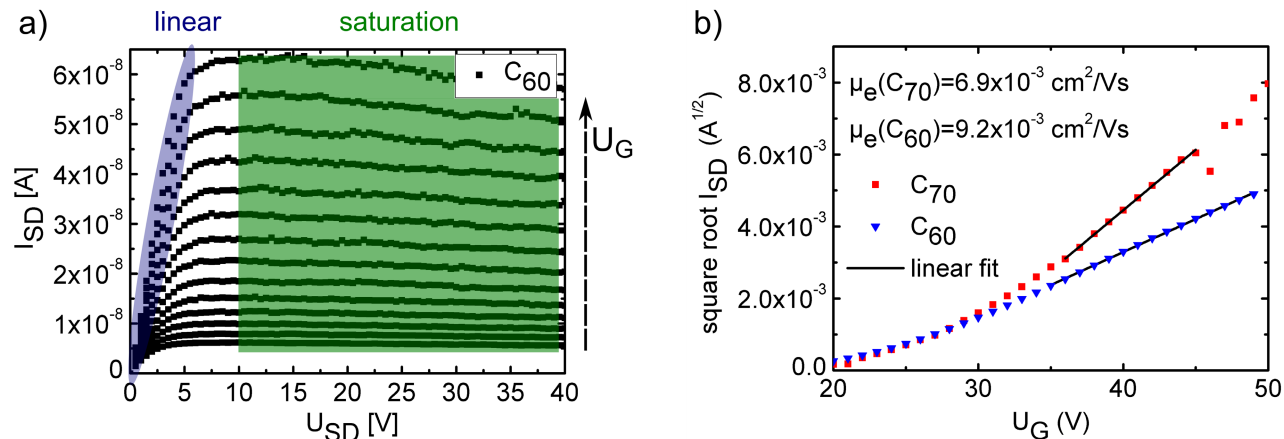 a)
linear
saturation
C60
6x10-8
5x10-8
4x10-8
3x10-8
2x10-8
1x10-8
0
ISD [A]
0
5
10
15
20
25
30
35
40
USD [V]
UG
b)
8.0x10-3
6.0x10-3
4.0x10-3
2.0x10-3
0.0
square root ISD (A1/2)
μe(C70)=6.9x10-3 cm2/Vs
μe(C60)=9.2x10-3 cm2/Vs
C70
C60
linear fit
20
30
40
50
UG (V)